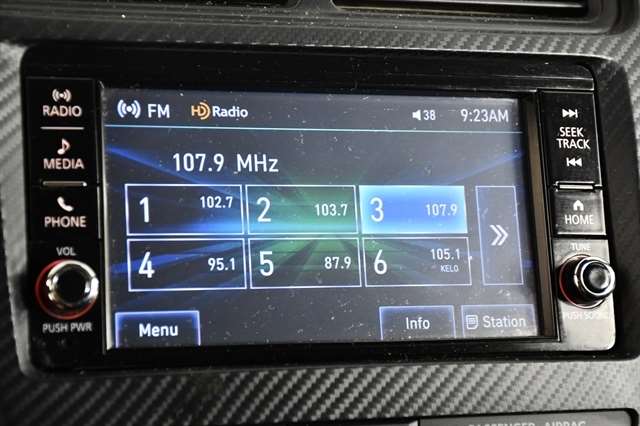 RADIO
MEDIA
PHONE
VOL
PUSH PWR
FM HD Radio 38 9:23AM
107.9 MHz
1 102.7
2 103.7
3 107.9
4 95.1
5 87.9
6 105.1 KELO
Menu
Info
Station
SEEK
TRACK
HOME
TUNE
PUSH SOUND
PASSENGER AIRBAG